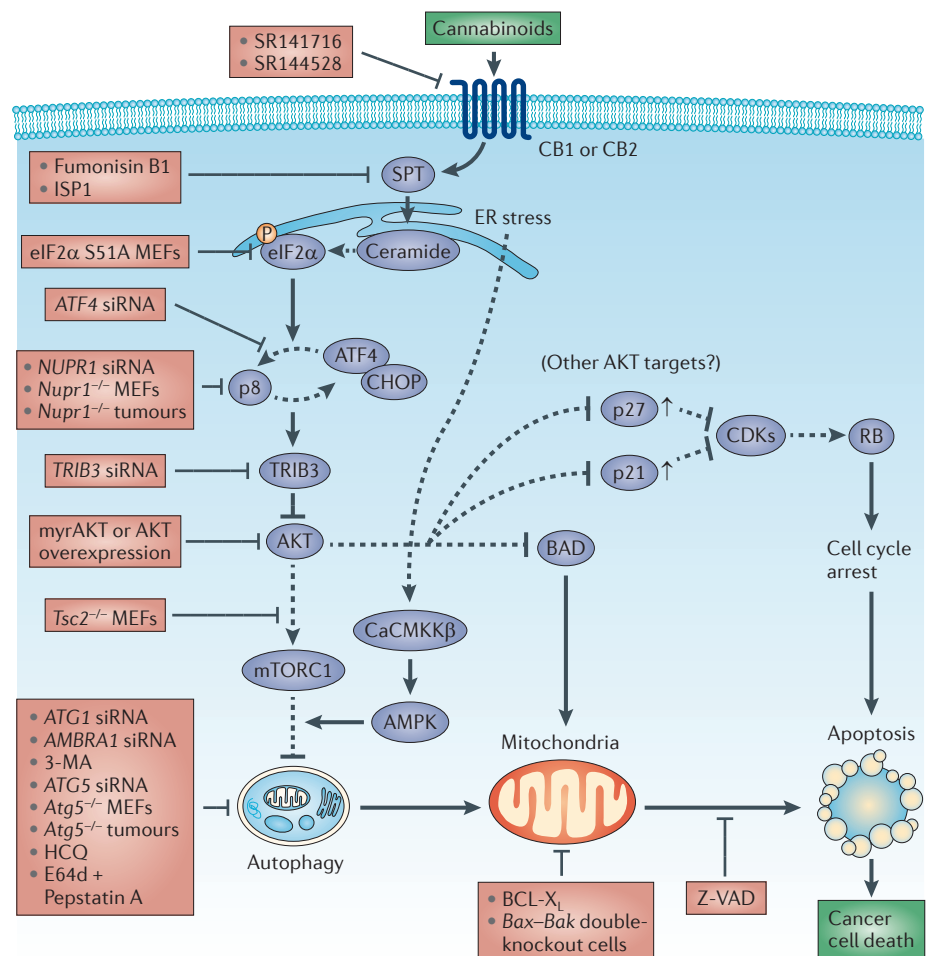 • SR141716
• SR144528
Cannabinoids
CB1 or CB2
• Fumonisin B1
• ISP1
SPT
ER stress
P
eIF2α S51A MEFs
eIF2α
Ceramide
ATF4 siRNA
ATF4
CHOP
(Other AKT targets?)
• NUPR1 siRNA
• Nupr1⁻/⁻ MEFs
• Nupr1⁻/⁻ tumours
p8
p27 ↑
CDKs
RB
TRIB3 siRNA
TRIB3
p21 ↑
myrAKT or AKT
overexpression
AKT
BAD
Cell cycle
arrest
Tsc2⁻/⁻ MEFs
CaCMKKβ
mTORC1
AMPK
• ATG1 siRNA
• AMBRA1 siRNA
• 3-MA
• ATG5 siRNA
• Atg5⁻/⁻ MEFs
• Atg5⁻/⁻ tumours
• HCQ
• E64d +
Pepstatin A
Autophagy
Mitochondria
Apoptosis
• BCL-X_L
• Bax–Bak double-
knockout cells
Z-VAD
Cancer
cell death